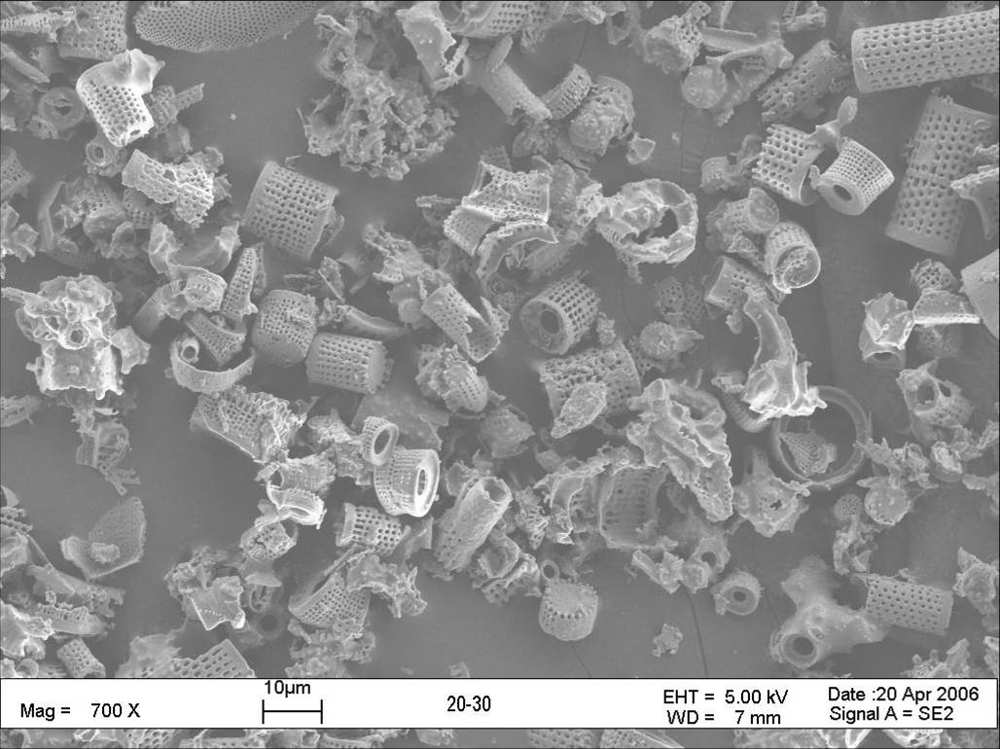 10µm
Mag = 700 X
20-30
EHT = 5.00 kV
WD = 7 mm
Date :20 Apr 2006
Signal A = SE2